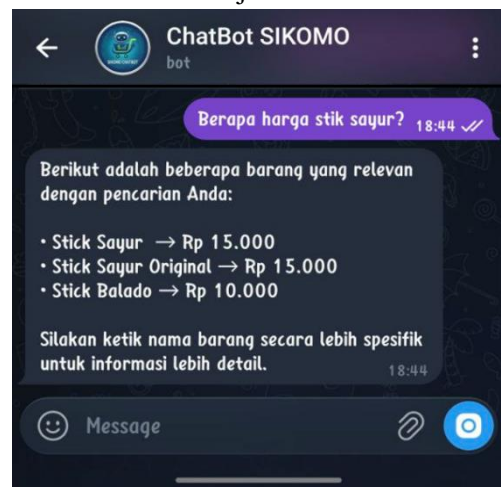 ChatBot SIKOMO
bot
Berapa harga stik sayur? 18:44
Berikut adalah beberapa barang yang relevan
dengan pencarian Anda:
• Stick Sayur → Rp 15.000
• Stick Sayur Original → Rp 15.000
• Stick Balado → Rp 10.000
Silakan ketik nama barang secara lebih spesifik
untuk informasi lebih detail.
18:44
Message